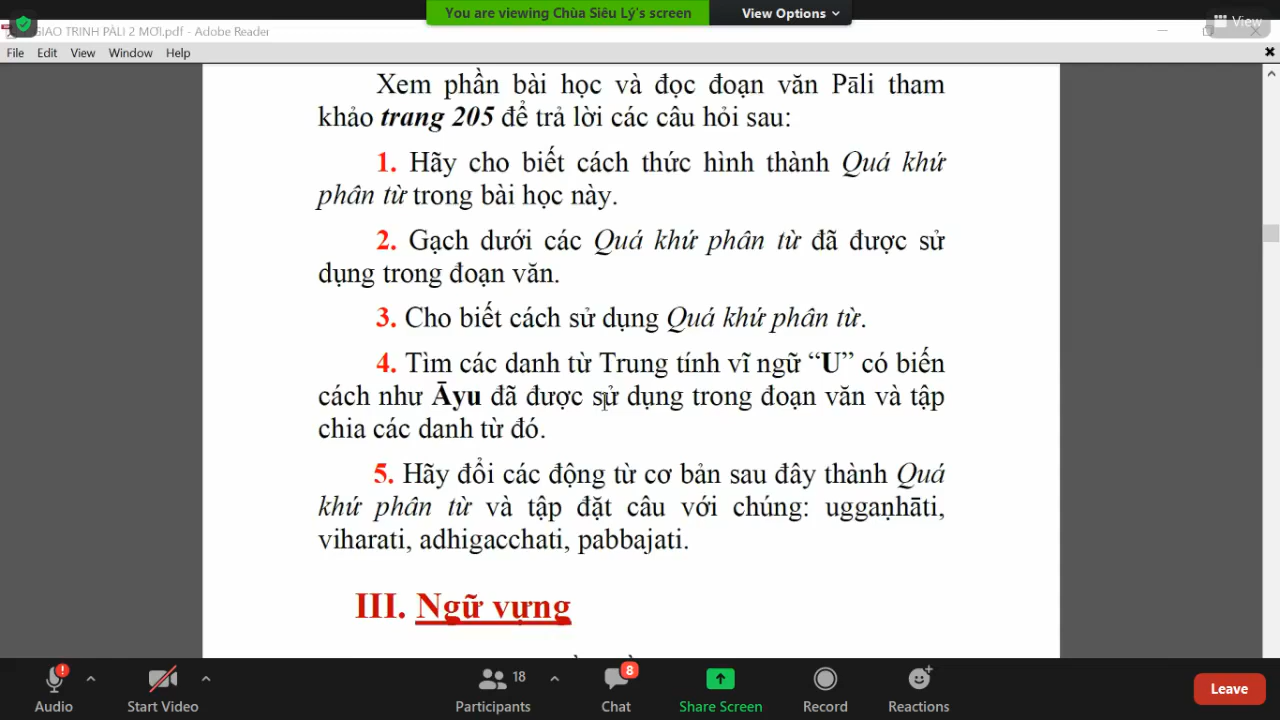 You are viewing Chùa Siêu Lý's screen
View Options
View
GIAO TRINH PÀLI 2 MƠI.pdf - Adobe Reader
File Edit View Window Help
Xem phần bài học và đọc đoạn văn Pāli tham
khảo trang 205 để trả lời các câu hỏi sau:
1. Hãy cho biết cách thức hình thành Quá khứ
phân từ trong bài học này.
2. Gạch dưới các Quá khứ phân từ đã được sử
dụng trong đoạn văn.
3. Cho biết cách sử dụng Quá khứ phân từ.
4. Tìm các danh từ Trung tính vĩ ngữ “U” có biến
cách như Āyu đã được sử dụng trong đoạn văn và tập
chia các danh từ đó.
5. Hãy đổi các động từ cơ bản sau đây thành Quá
khứ phân từ và tập đặt câu với chúng: uggaṇhāti,
viharati, adhigacchati, pabbajati.
III. Ngữ vựng
18
8
Audio Start Video Participants Chat Share Screen Record Reactions Leave